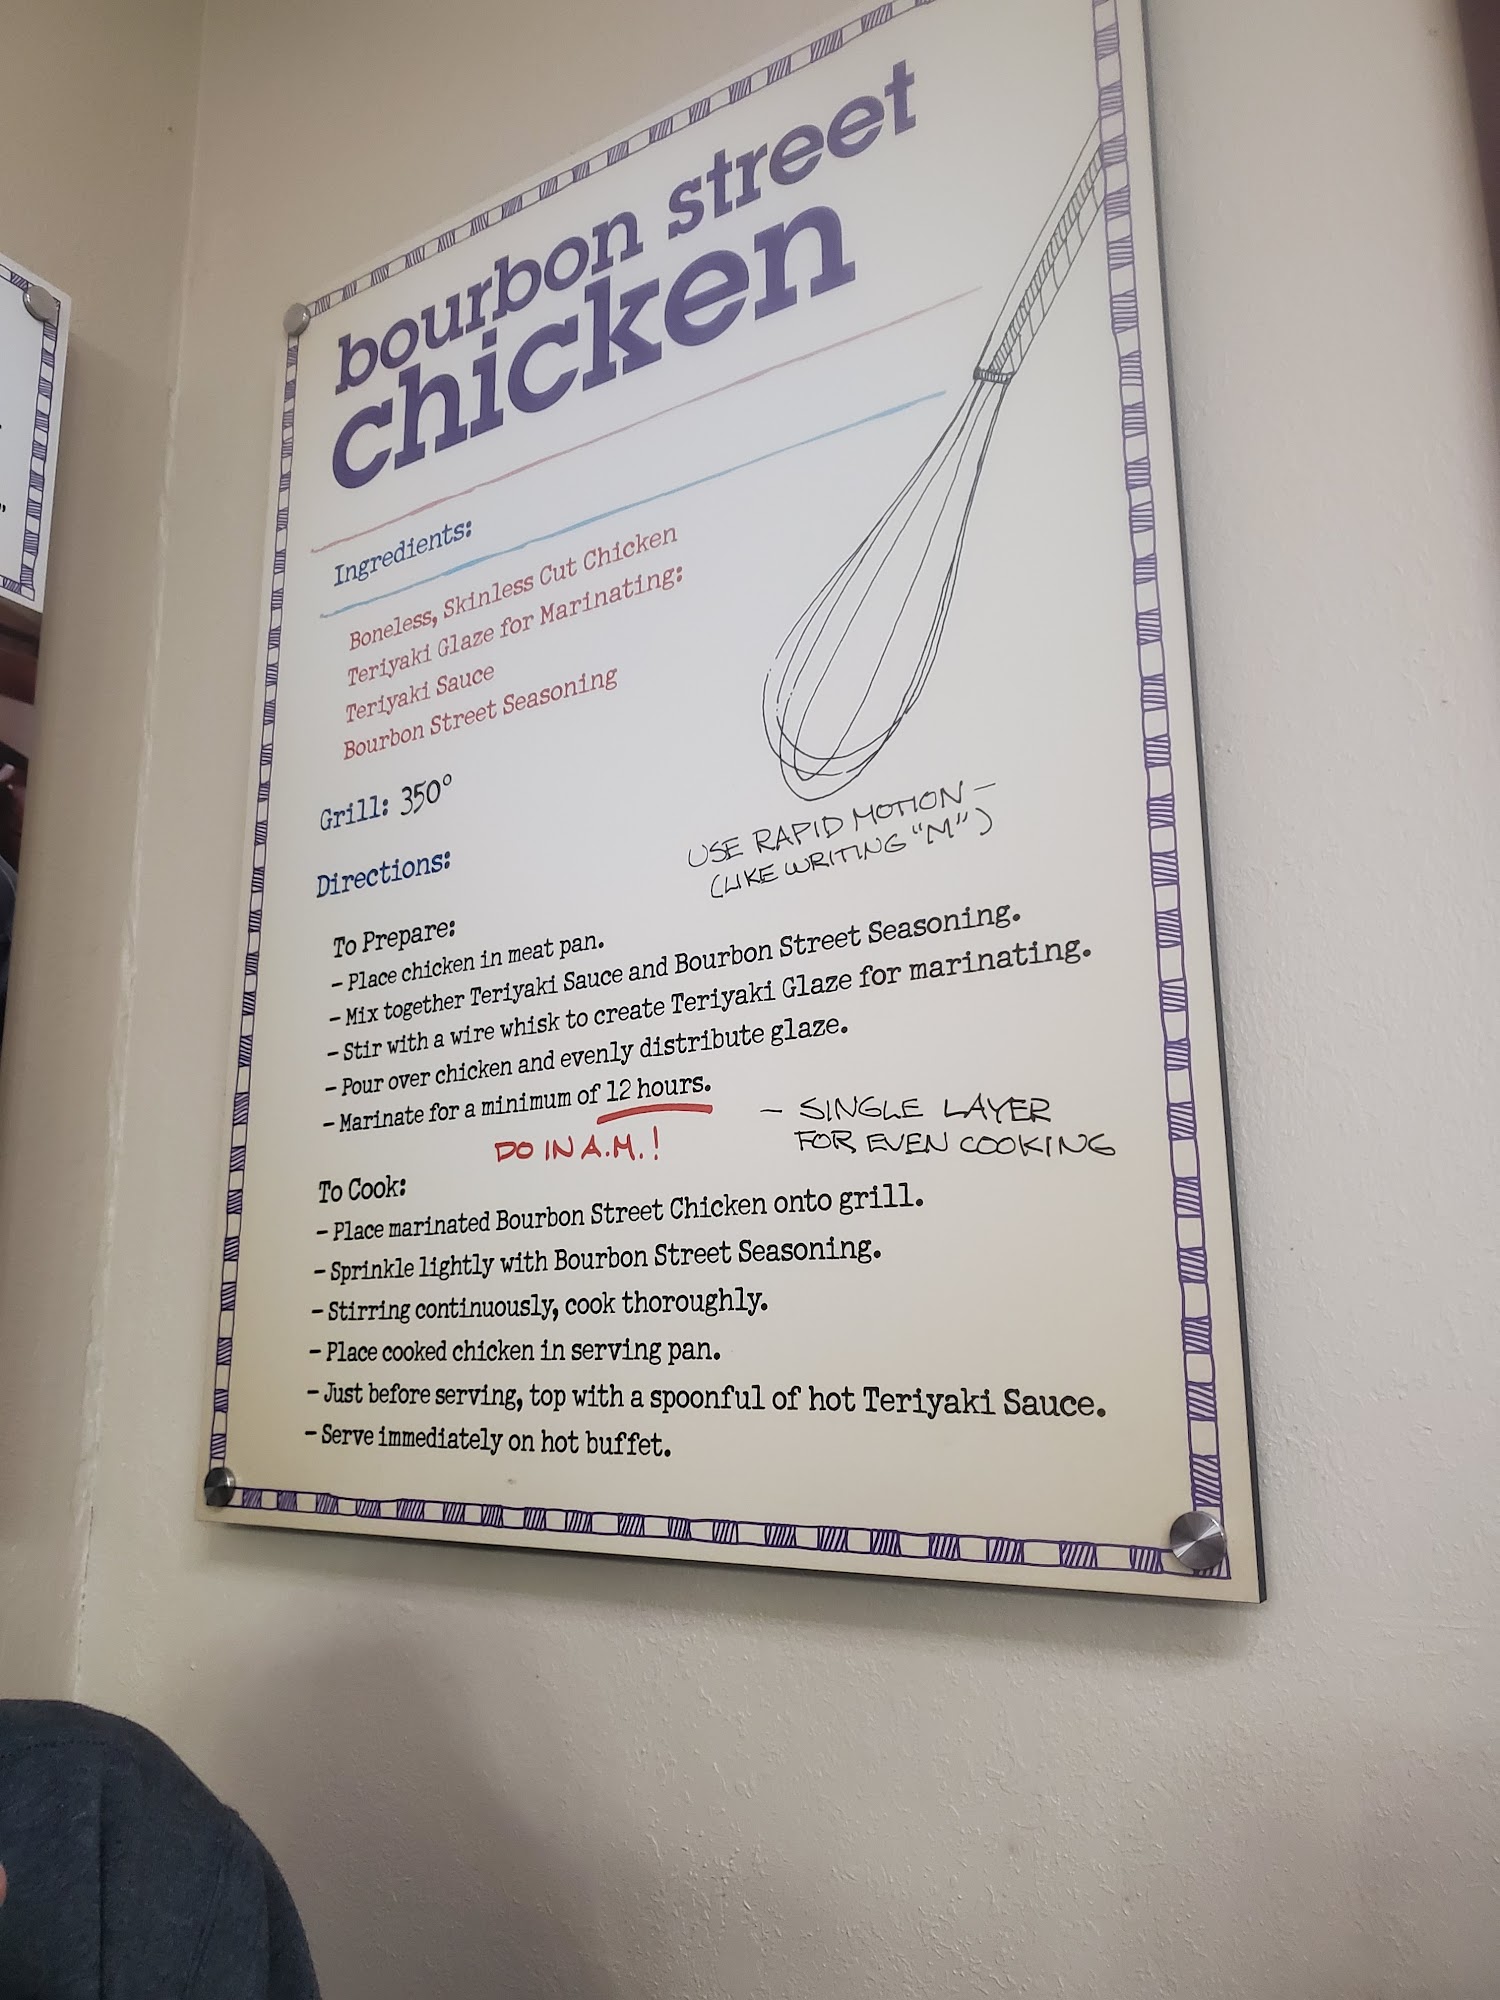 bourbon street
chicken
Ingredients:
Boneless, Skinless Cut Chicken
Teriyaki Glaze for Marinating:
Teriyaki Sauce
Bourbon Street Seasoning
Grill: 350°
USE RAPID MOTION –
(LIKE WRITING "M")
Directions:
To Prepare:
– Place chicken in meat pan.
– Mix together Teriyaki Sauce and Bourbon Street Seasoning.
– Stir with a wire whisk to create Teriyaki Glaze for marinating.
– Pour over chicken and evenly distribute glaze.
– Marinate for a minimum of 12 hours.
DO IN A.M.!
– SINGLE LAYER
FOR EVEN COOKING
To Cook:
– Place marinated Bourbon Street Chicken onto grill.
– Sprinkle lightly with Bourbon Street Seasoning.
– Stirring continuously, cook thoroughly.
– Place cooked chicken in serving pan.
– Just before serving, top with a spoonful of hot Teriyaki Sauce.
– Serve immediately on hot buffet.